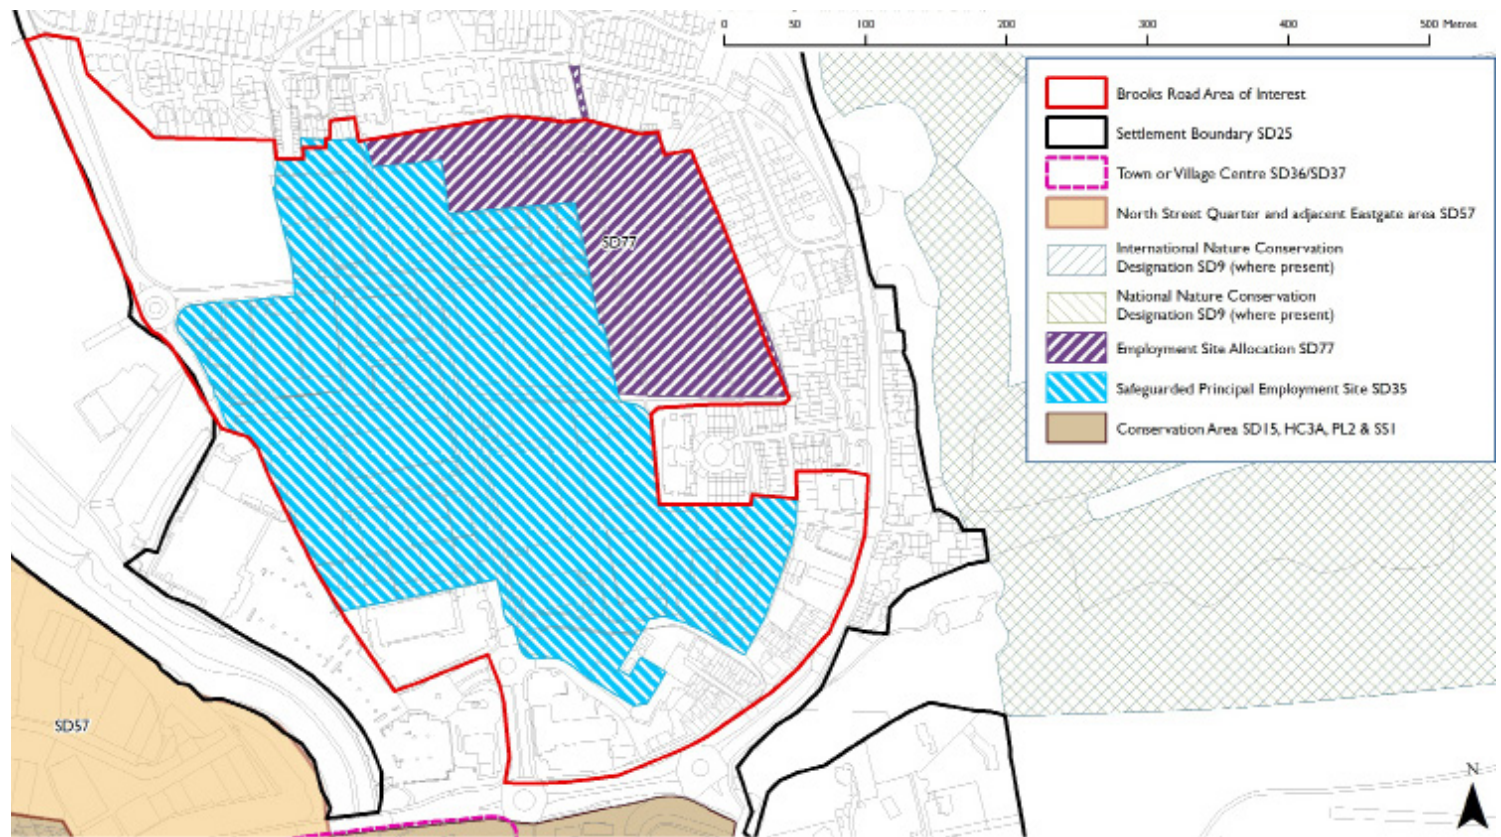 0 50 100 200 300 400 500 Metres
Brooks Road Area of Interest
Settlement Boundary SD25
Town or Village Centre SD36/SD37
North Street Quarter and adjacent Eastgate area SD57
International Nature Conservation
Designation SD9 (where present)
National Nature Conservation
Designation SD9 (where present)
Employment Site Allocation SD77
Safeguarded Principal Employment Site SD35
Conservation Area SD15, HC3A, PL2 & SS1
SD77
SD57
N